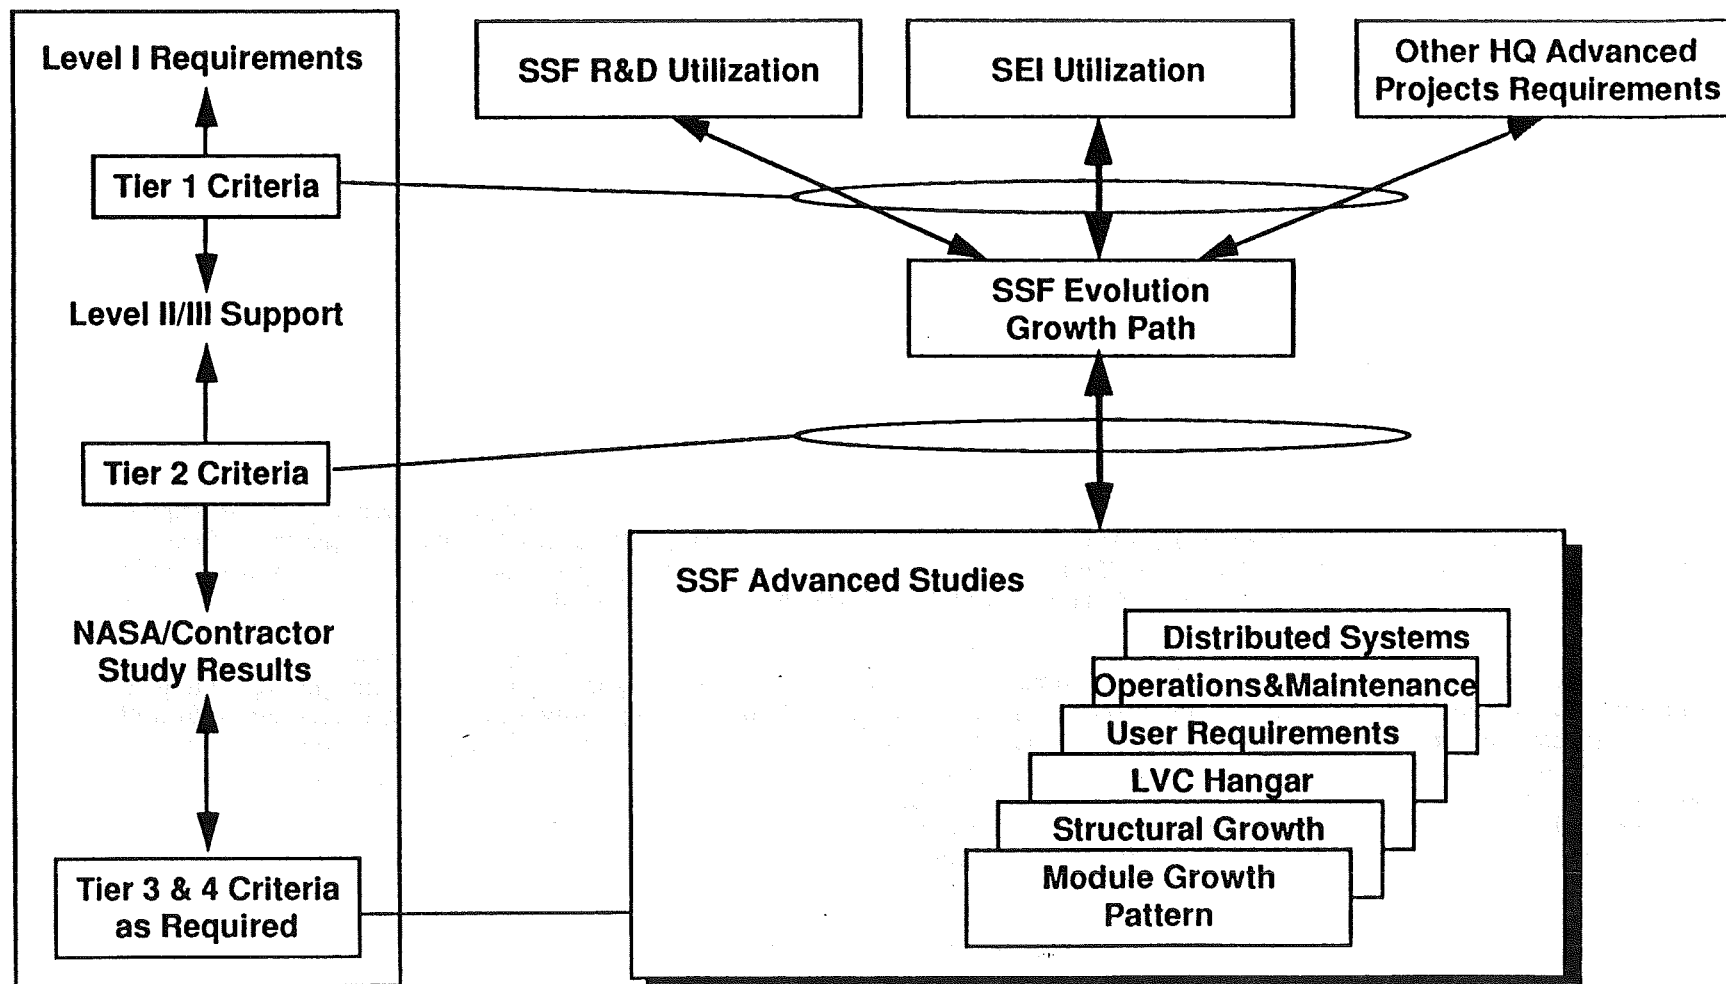 Level I Requirements
Tier 1 Criteria
Level II/III Support
Tier 2 Criteria
NASA/Contractor
Study Results
Tier 3 & 4 Criteria
as Required
SSF R&D Utilization
SEI Utilization
Other HQ Advanced
Projects Requirements
SSF Evolution
Growth Path
SSF Advanced Studies
Distributed Systems
Operations&Maintenance
User Requirements
LVC Hangar
Structural Growth
Module Growth
Pattern